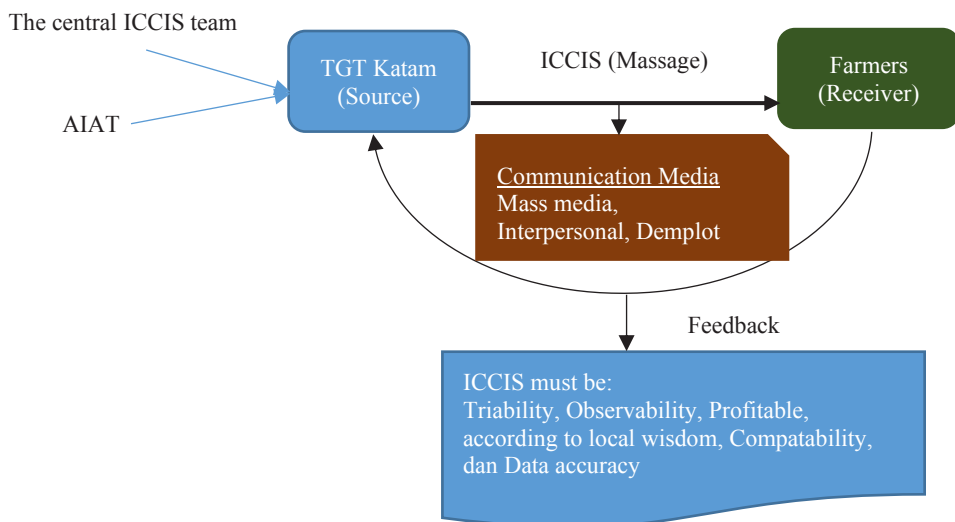 The central ICCIS team
AIAT
TGT Katam
(Source)
ICCIS (Massage)
Farmers
(Receiver)
Communication Media
Mass media,
Interpersonal, Demplot
Feedback
ICCIS must be:
Triability, Observability, Profitable,
according to local wisdom, Compatability,
dan Data accuracy